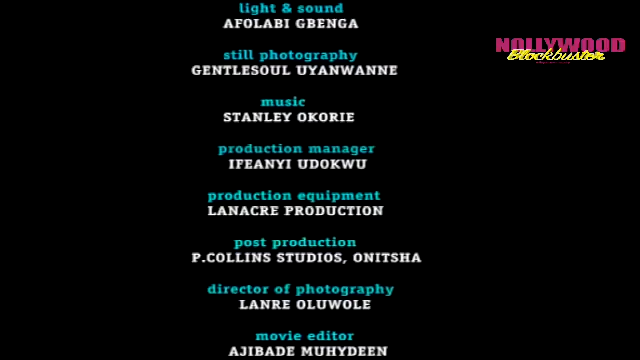 light & sound
AFOLABI GBENGA
NOLLYWOOD
Blockbuster
still photography
GENTLESOUL UYANWANNE
music
STANLEY OKORIE
production manager
IFEANYI UDOKWU
production equipment
LANACRE PRODUCTION
post production
P.COLLINS STUDIOS, ONITSHA
director of photography
LANRE OLUWOLE
movie editor
AJIBADE MUHYDEEN